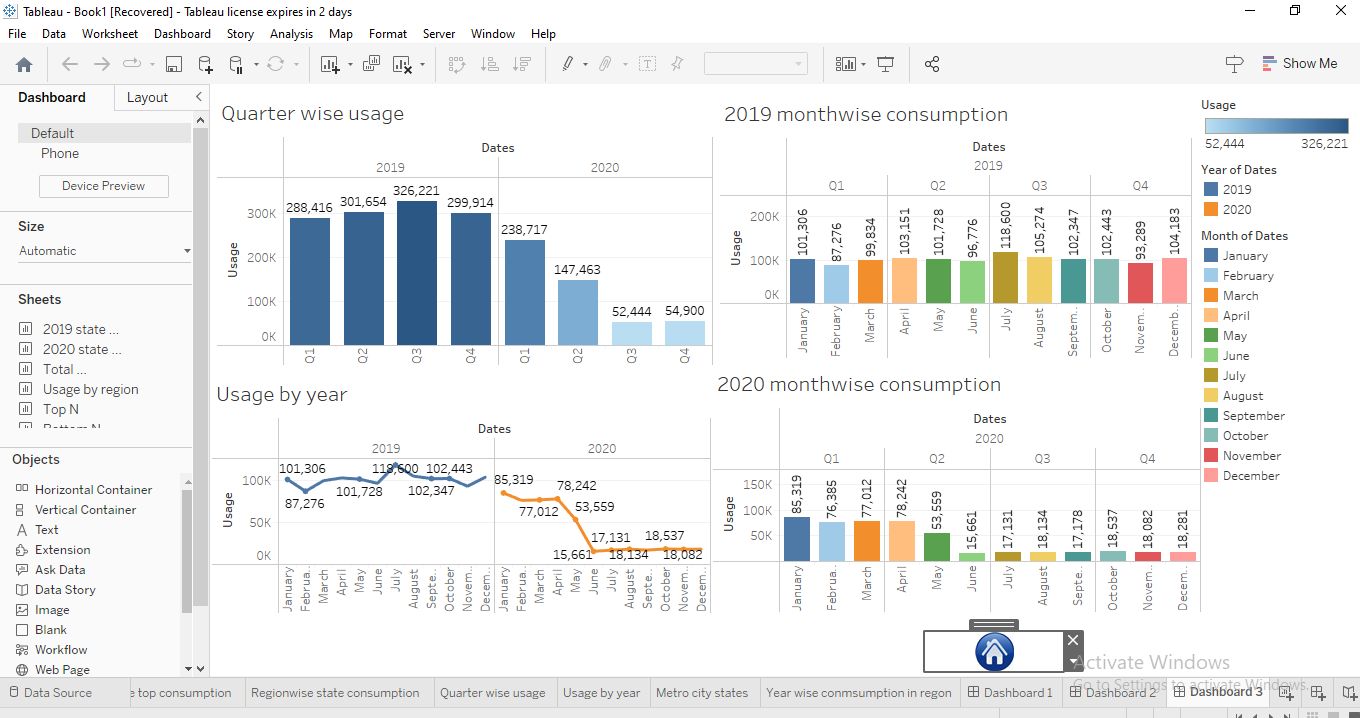 Tableau - Book1 [Recovered] - Tableau license expires in 2 days
File Data Worksheet Dashboard Story Analysis Map Format Server Window Help
Show Me
Dashboard Layout
Default
Phone
Device Preview
Size
Automatic
Sheets
2019 state ...
2020 state ...
Total ...
Usage by region
Top N
Objects
Horizontal Container
Vertical Container
Text
Extension
Ask Data
Data Story
Image
Blank
Workflow
Web Page
Quarter wise usage
Dates
2019 2020
Usage
300K
200K
100K
0K
288,416 301,654 326,221 299,914 238,717 147,463 52,444 54,900
Q1 Q2 Q3 Q4 Q1 Q2 Q3 Q4
2019 monthwise consumption
Dates
2019
Q1 Q2 Q3 Q4
Usage
200K
100K
0K
101,306 87,276 99,834 103,151 101,728 96,776 118,600 105,274 102,347 102,443 93,289 104,183
January February March April May June July August Septem.. October Novem.. Decemb..
Usage by year
Dates
2019 2020
Usage
100K
50K
0K
101,306 118,600 102,443 85,319 78,242
87,276 101,728 102,347 77,012 53,559
17,131 18,537
15,661 18,134 18,082
January Februa.. March April May June July August Septe.. October Novem.. Decem.. January Februa.. March April May June July August Septe.. October Novem.. Decem..
2020 monthwise consumption
Dates
2020
Q1 Q2 Q3 Q4
Usage
150K
100K
50K
85,319 76,385 77,012 78,242 53,559 15,661 17,131 18,134 17,178 18,537 18,082 18,281
January Februa.. March April May June July August Septe.. October Novem.. Decem..
Usage
52,444 326,221
Year of Dates
2019
2020
Month of Dates
January
February
March
April
May
June
July
August
September
October
November
December
Activate Windows
Go to Settings to activate Windows.
Data Source e top consumption Regionwise state consumption Quarter wise usage Usage by year Metro city states Year wise conmsumption in regon Dashboard 1 Dashboard 2 Dashboard 3